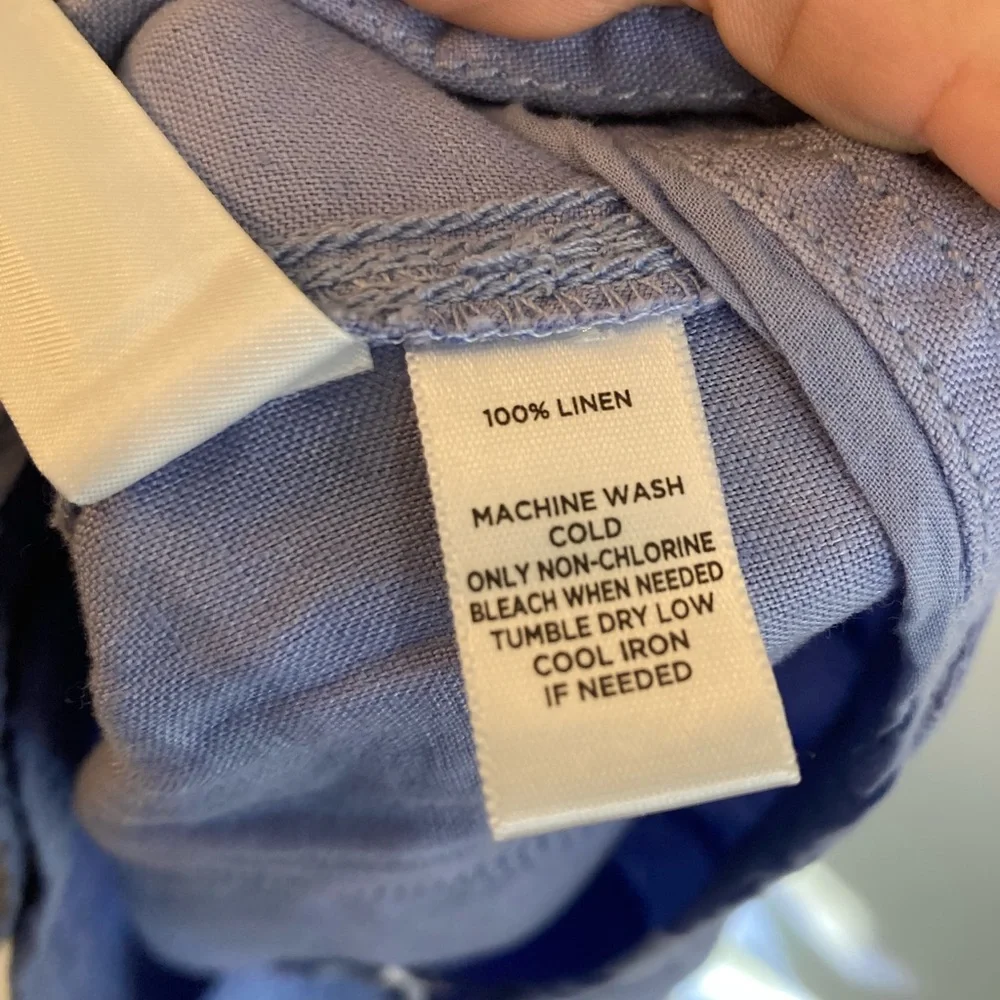 100% LINEN
MACHINE WASH
COLD
ONLY NON-CHLORINE
BLEACH WHEN NEEDED
TUMBLE DRY LOW
COOL IRON
IF NEEDED